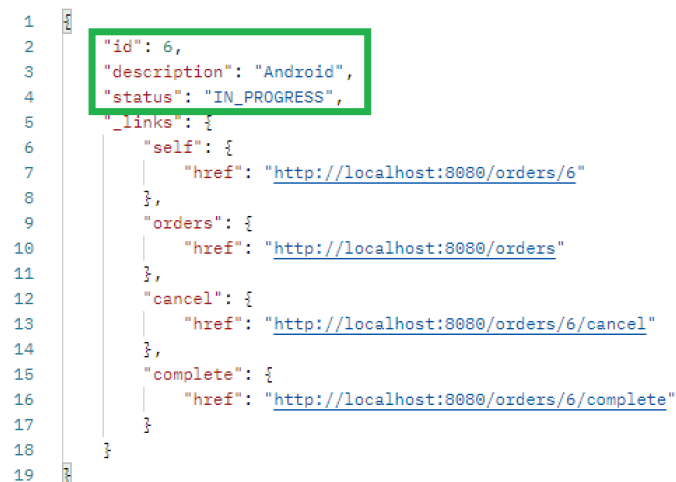 1 {
2 "id": 6,
3 "description": "Android",
4 "status": "IN_PROGRESS",
5 "_links": {
6 "self": {
7 "href": "http://localhost:8080/orders/6"
8 },
9 "orders": {
10 "href": "http://localhost:8080/orders"
11 },
12 "cancel": {
13 "href": "http://localhost:8080/orders/6/cancel"
14 },
15 "complete": {
16 "href": "http://localhost:8080/orders/6/complete"
17 }
18 }
19 }